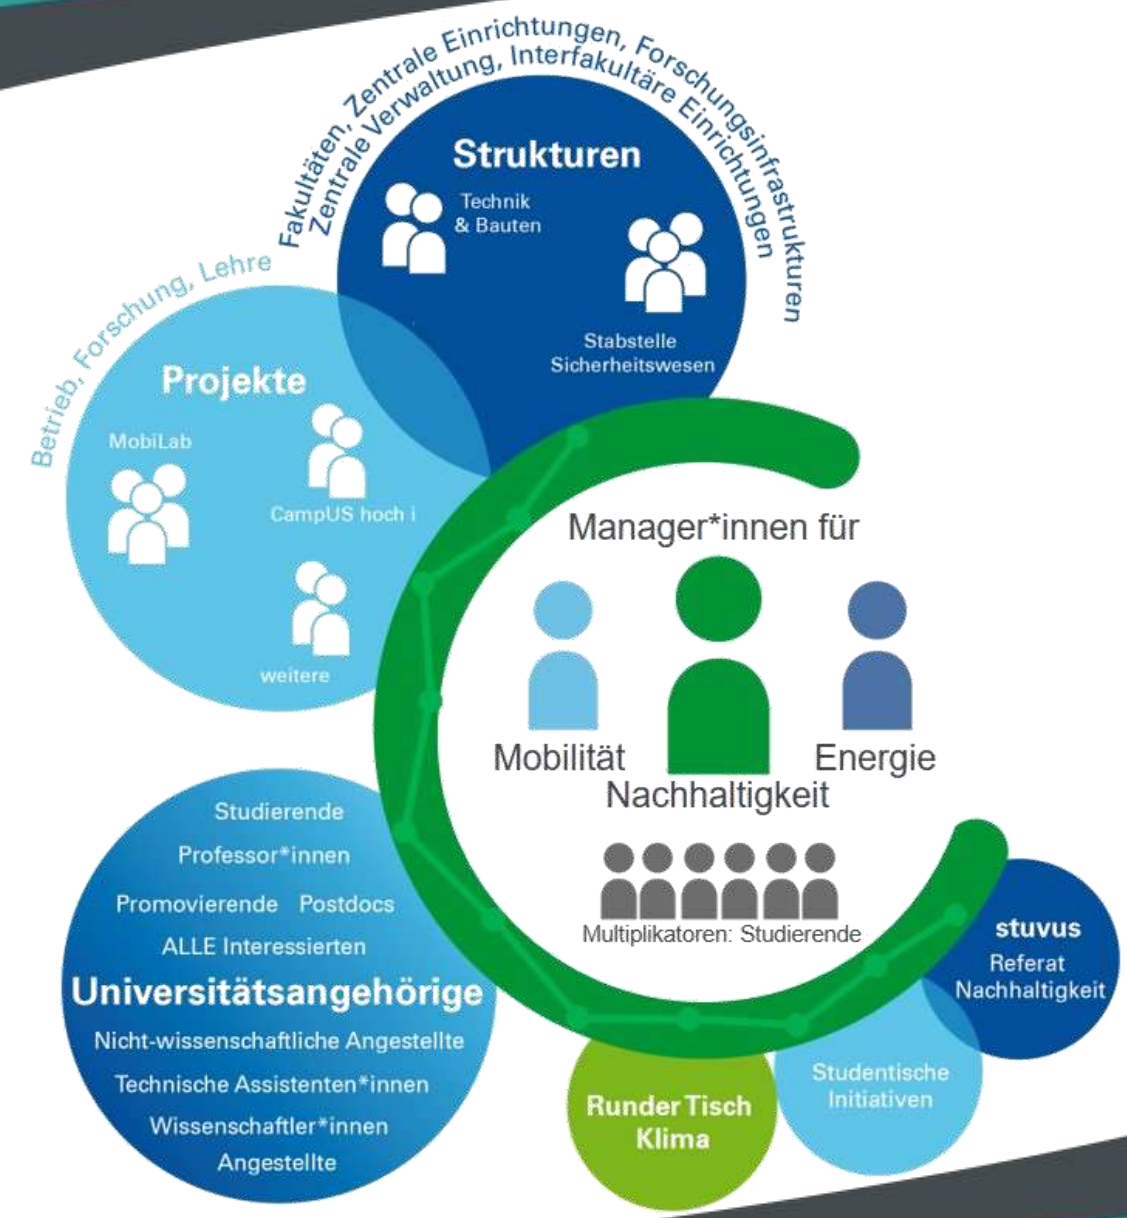 Fakultäten, Zentrale Einrichtungen, Forschungsinfrastrukturen
Zentrale Verwaltung, Interfakultäre Einrichtungen
Strukturen
Technik
& Bauten
Stabstelle
Sicherheitswesen
Betrieb, Forschung, Lehre
Projekte
MobiLab
CampUS hoch i
weitere
Manager*innen für
Mobilität
Energie
Nachhaltigkeit
Multiplikatoren: Studierende
Studierende
Professor*innen
Promovierende Postdocs
ALLE Interessierten
Universitätsangehörige
Nicht-wissenschaftliche Angestellte
Technische Assistenten*innen
Wissenschaftler*innen
Angestellte
stuvus
Referat
Nachhaltigkeit
Studentische
Initiativen
Runder Tisch
Klima